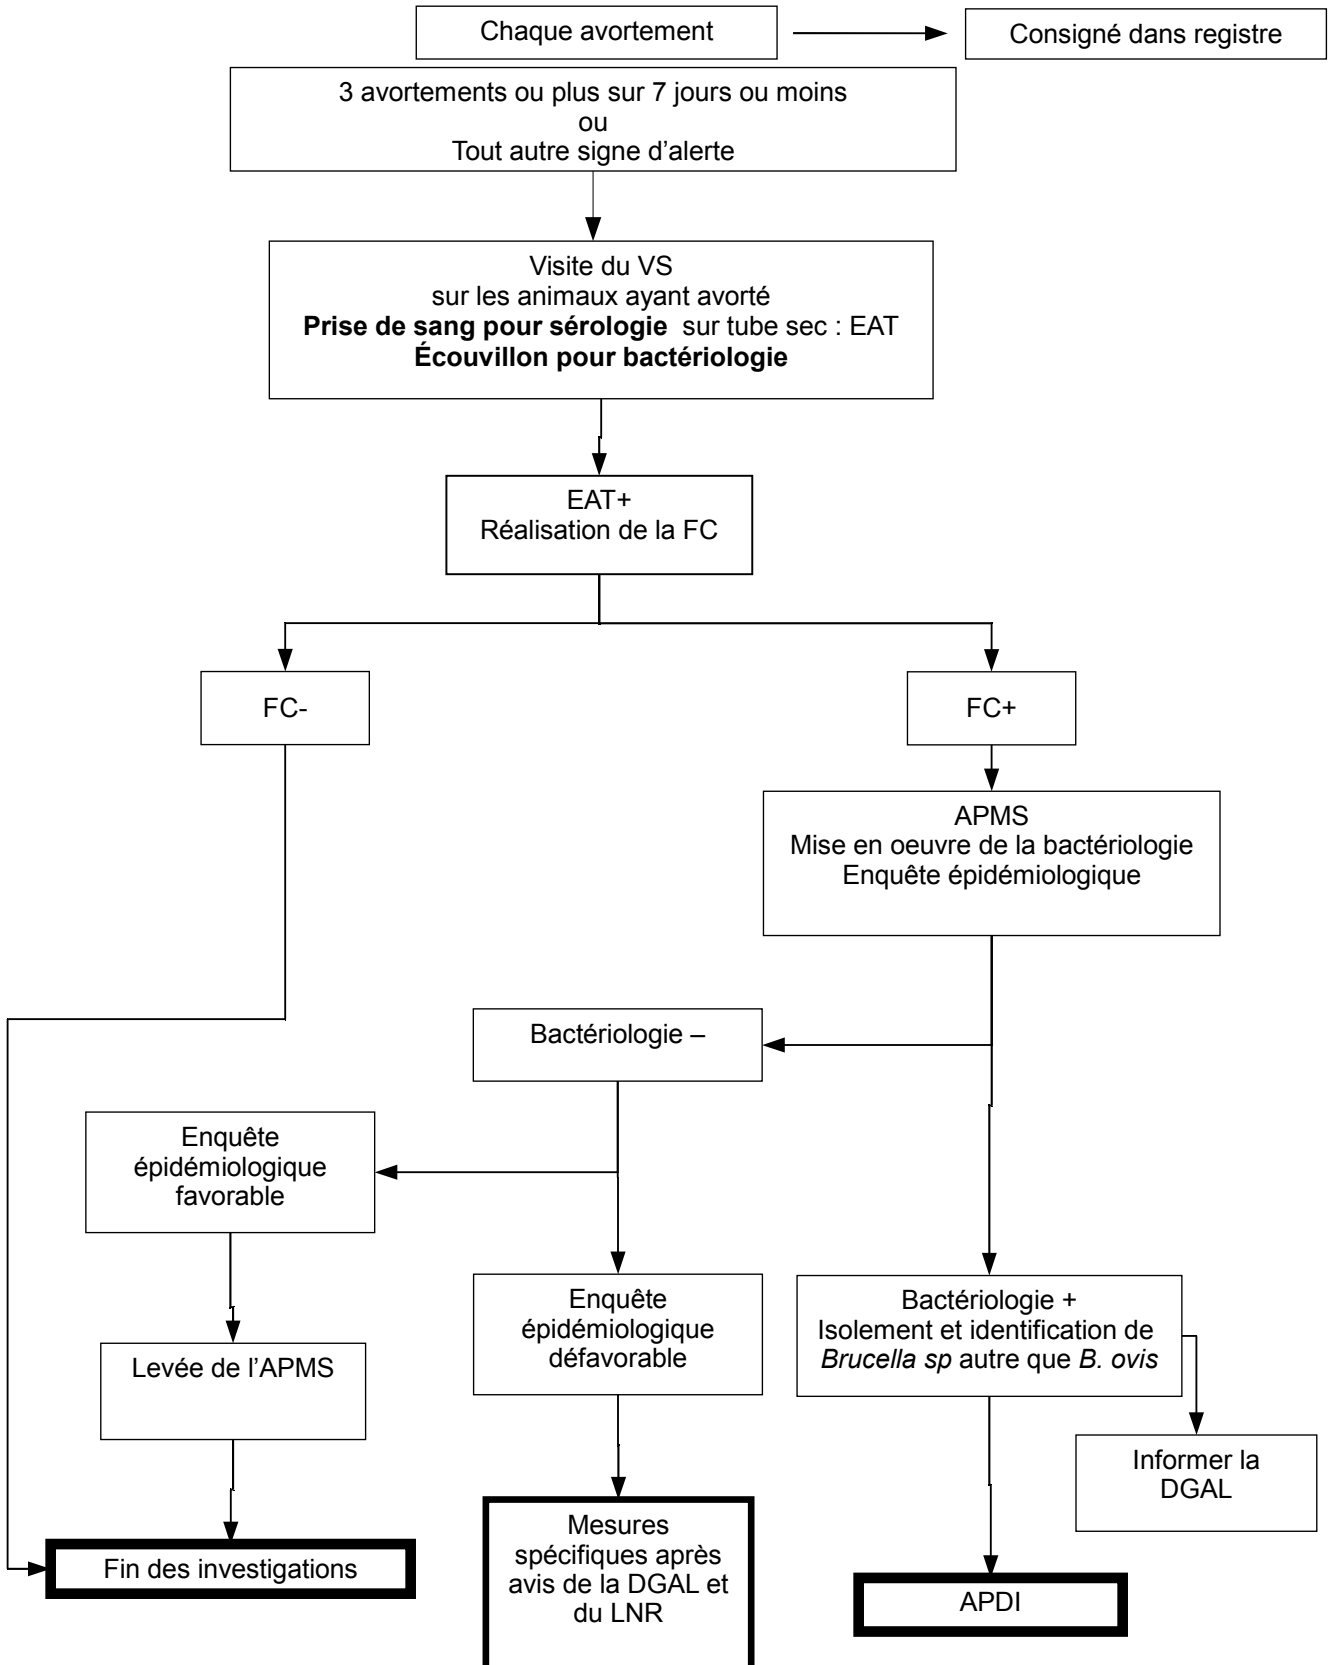 Chaque avortement
Consigné dans registre
3 avortements ou plus sur 7 jours ou moins
ou
Tout autre signe d’alerte
Visite du VS
sur les animaux ayant avorté
Prise de sang pour sérologie sur tube sec : EAT
Écouvillon pour bactériologie
EAT+
Réalisation de la FC
FC-
FC+
APMS
Mise en oeuvre de la bactériologie
Enquête épidémiologique
Bactériologie –
Enquête
épidémiologique
favorable
Enquête
épidémiologique
défavorable
Bactériologie +
Isolement et identification de
Brucella sp autre que B. ovis
Levée de l’APMS
Informer la
DGAL
Fin des investigations
Mesures
spécifiques après
avis de la DGAL et
du LNR
APDI